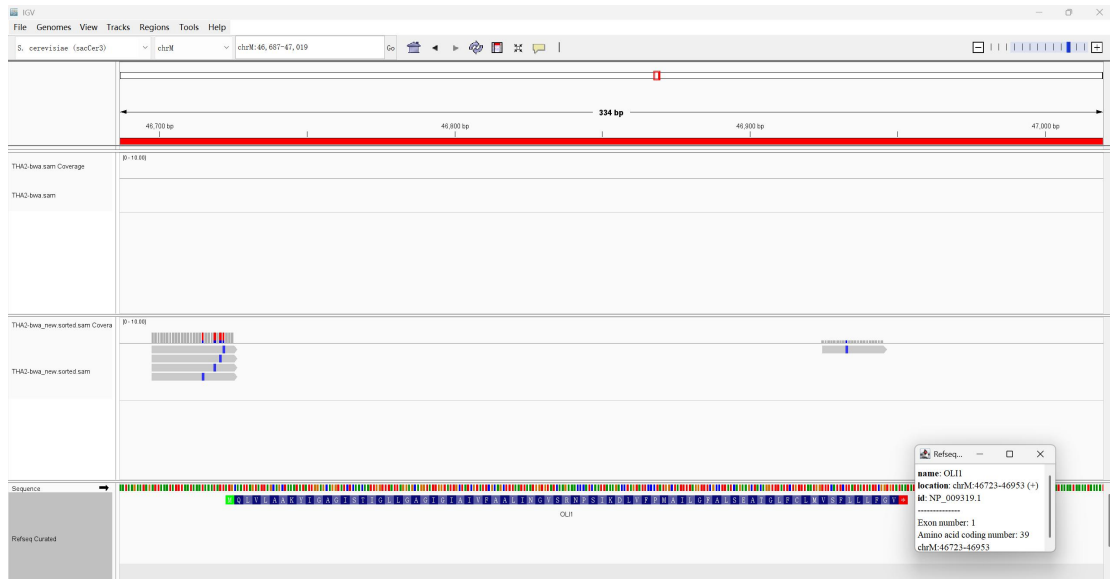 IGV
File Genomes View Tracks Regions Tools Help
S. cerevisiae (sacCer3) chrM chrM:46,687-47,019 Go
334 bp
46,700 bp 46,800 bp 46,900 bp 47,000 bp
[0 - 10.00]
THA2-bwa.sam Coverage
THA2-bwa.sam
[0 - 10.00]
THA2-bwa_new.sorted.sam Covera
THA2-bwa_new.sorted.sam
Refseq...
name: OLI1
location: chrM:46723-46953 (+)
id: NP_009319.1
-------------
Exon number: 1
Amino acid coding number: 39
chrM:46723-46953
Sequence
M Q L V L A A K Y I G A G I S T I G L L G A G I G I A I V F A A L I N G V S R N P S I K D L V F P M A I L G F A L S E A T G L F C L M V S F L L L F G V *
OLI1
Refseq Curated